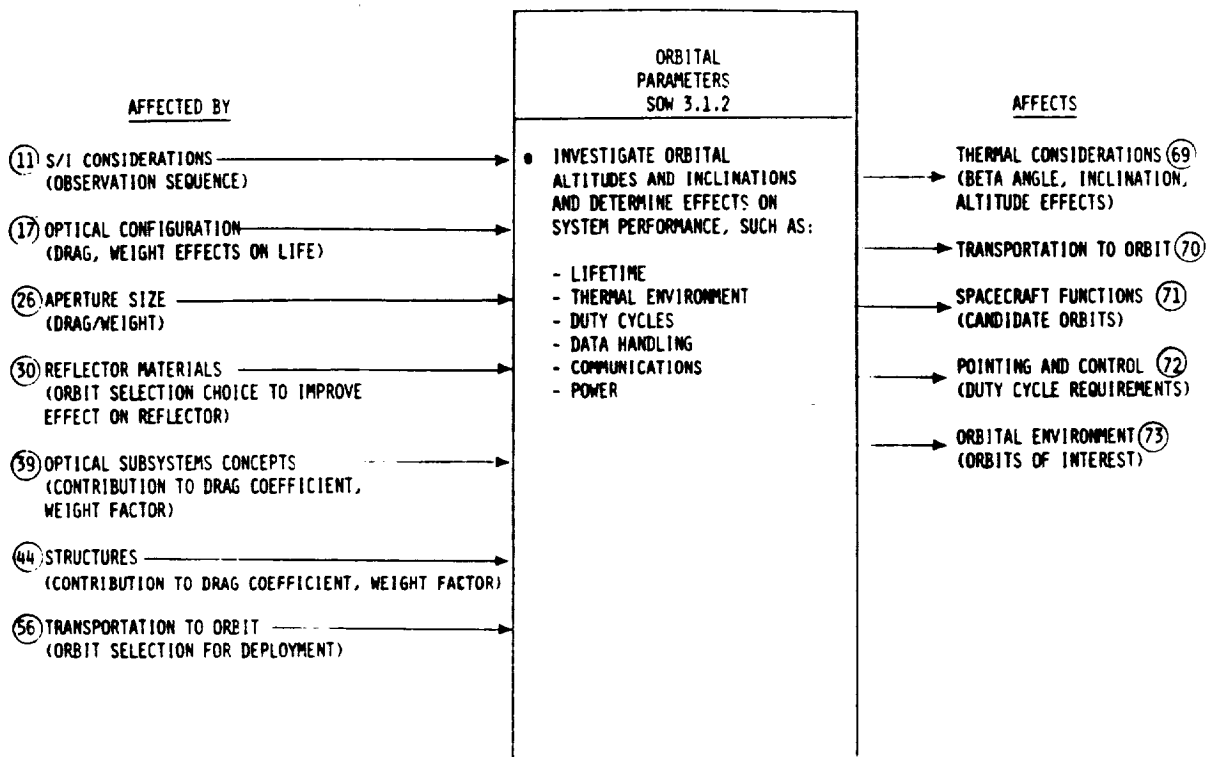 AFFECTED BY
(11) S/I CONSIDERATIONS
(OBSERVATION SEQUENCE)
(17) OPTICAL CONFIGURATION
(DRAG, WEIGHT EFFECTS ON LIFE)
(26) APERTURE SIZE
(DRAG/WEIGHT)
(30) REFLECTOR MATERIALS
(ORBIT SELECTION CHOICE TO IMPROVE
EFFECT ON REFLECTOR)
(39) OPTICAL SUBSYSTEMS CONCEPTS
(CONTRIBUTION TO DRAG COEFFICIENT,
WEIGHT FACTOR)
(44) STRUCTURES
(CONTRIBUTION TO DRAG COEFFICIENT, WEIGHT FACTOR)
(56) TRANSPORTATION TO ORBIT
(ORBIT SELECTION FOR DEPLOYMENT)
ORBITAL
PARAMETERS
SOW 3.1.2
• INVESTIGATE ORBITAL
ALTITUDES AND INCLINATIONS
AND DETERMINE EFFECTS ON
SYSTEM PERFORMANCE, SUCH AS:
- LIFETIME
- THERMAL ENVIRONMENT
- DUTY CYCLES
- DATA HANDLING
- COMMUNICATIONS
- POWER
AFFECTS
THERMAL CONSIDERATIONS (69)
(BETA ANGLE, INCLINATION,
ALTITUDE EFFECTS)
TRANSPORTATION TO ORBIT (70)
SPACECRAFT FUNCTIONS (71)
(CANDIDATE ORBITS)
POINTING AND CONTROL (72)
(DUTY CYCLE REQUIREMENTS)
ORBITAL ENVIRONMENT (73)
(ORBITS OF INTEREST)